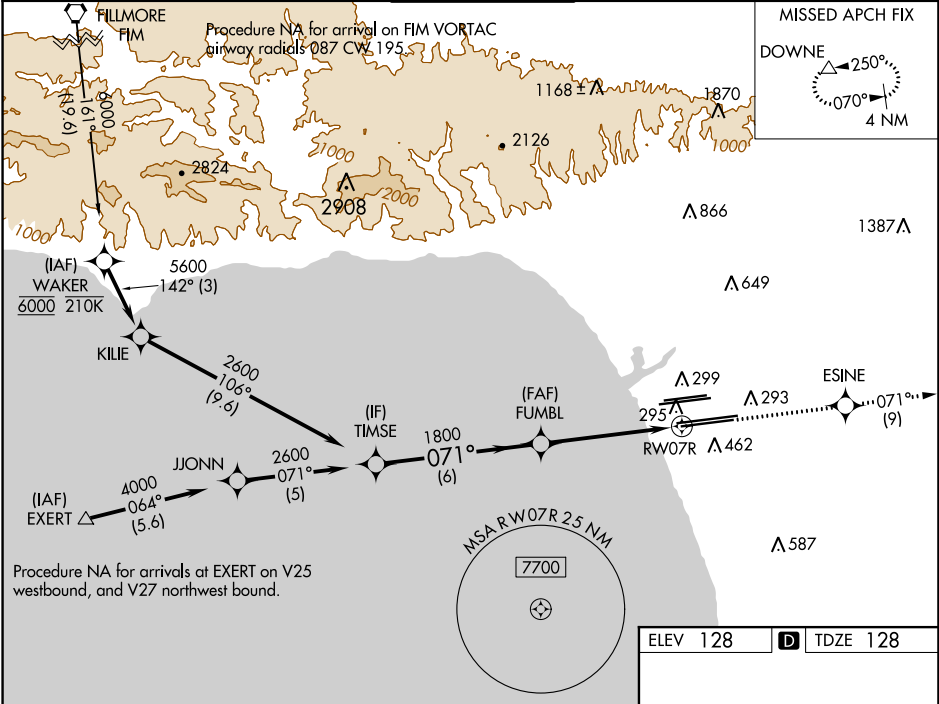 FILLMORE
FIM
Procedure NA for arrival on FIM VORTAC
airway radials 087 CW 195.
MISSED APCH FIX
DOWNE
250°
070°
4 NM
6000
161°
(19.6)
1168 ±
1870
1000
2126
1000
2824
2908
2000
1000
866
1387
649
(IAF)
WAKER
6000 210K
5600
142° (3)
KILIE
2600
106°
(9.6)
299
295
293
462
RW07R
ESINE
071°
(9)
(FAF)
FUMBL
(IF)
TIMSE
1800
071°
(6)
JJONN
2600
071°
(5)
4000
064°
(5.6)
(IAF)
EXERT
587
MSA RW07R 25 NM
7700
Procedure NA for arrivals at EXERT on V25
westbound, and V27 northwest bound.
ELEV 128 D TDZE 128